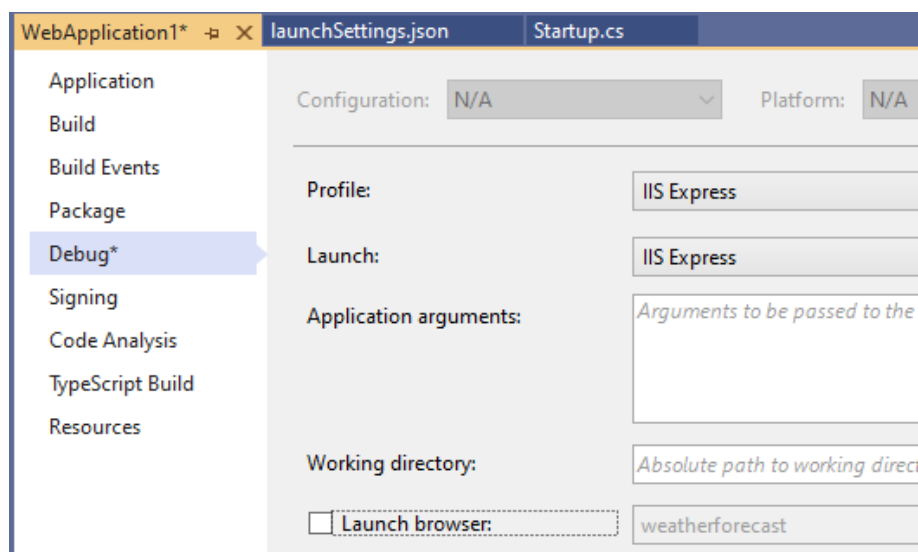 WebApplication1* launchSettings.json Startup.cs
Application
Build
Build Events
Package
Debug*
Signing
Code Analysis
TypeScript Build
Resources
Configuration: N/A Platform: N/A
Profile: IIS Express
Launch: IIS Express
Application arguments: Arguments to be passed to the
Working directory: Absolute path to working direct
Launch browser: weatherforecast